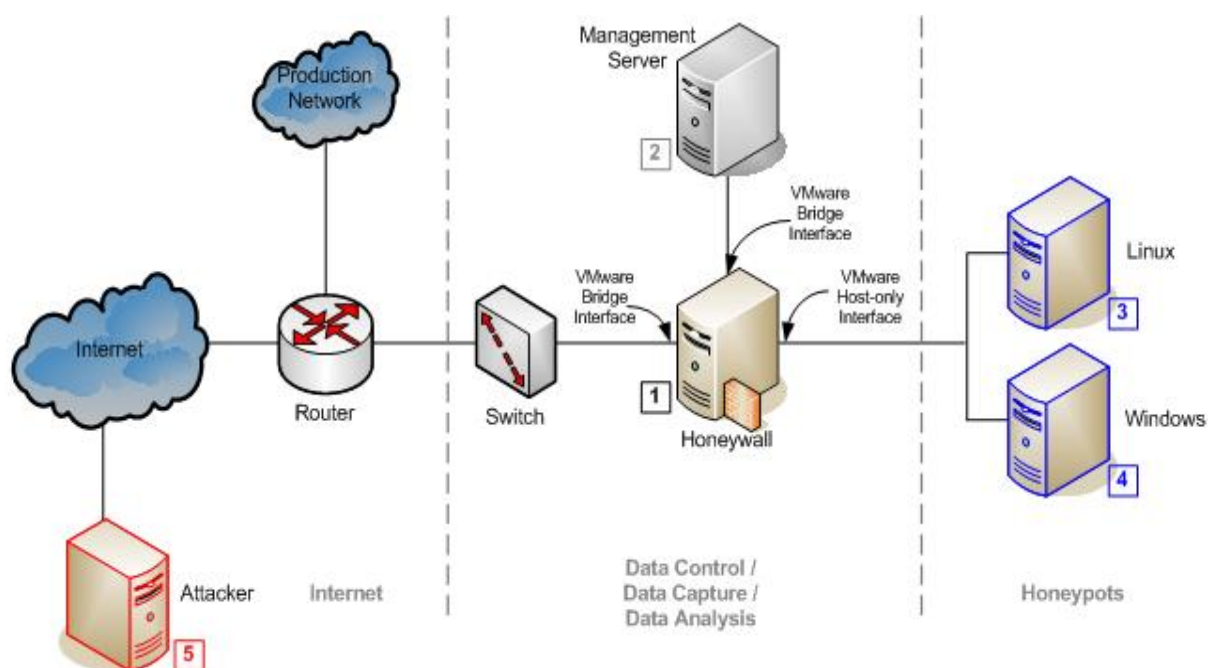 Production
Network
Management
Server
2
VMware
Bridge
Interface
Linux
3
Internet
Router
Switch
VMware
Bridge
Interface
VMware
Host-only
Interface
1
Honeywall
Windows
4
Attacker
5
Internet
Data Control /
Data Capture /
Data Analysis
Honeypots